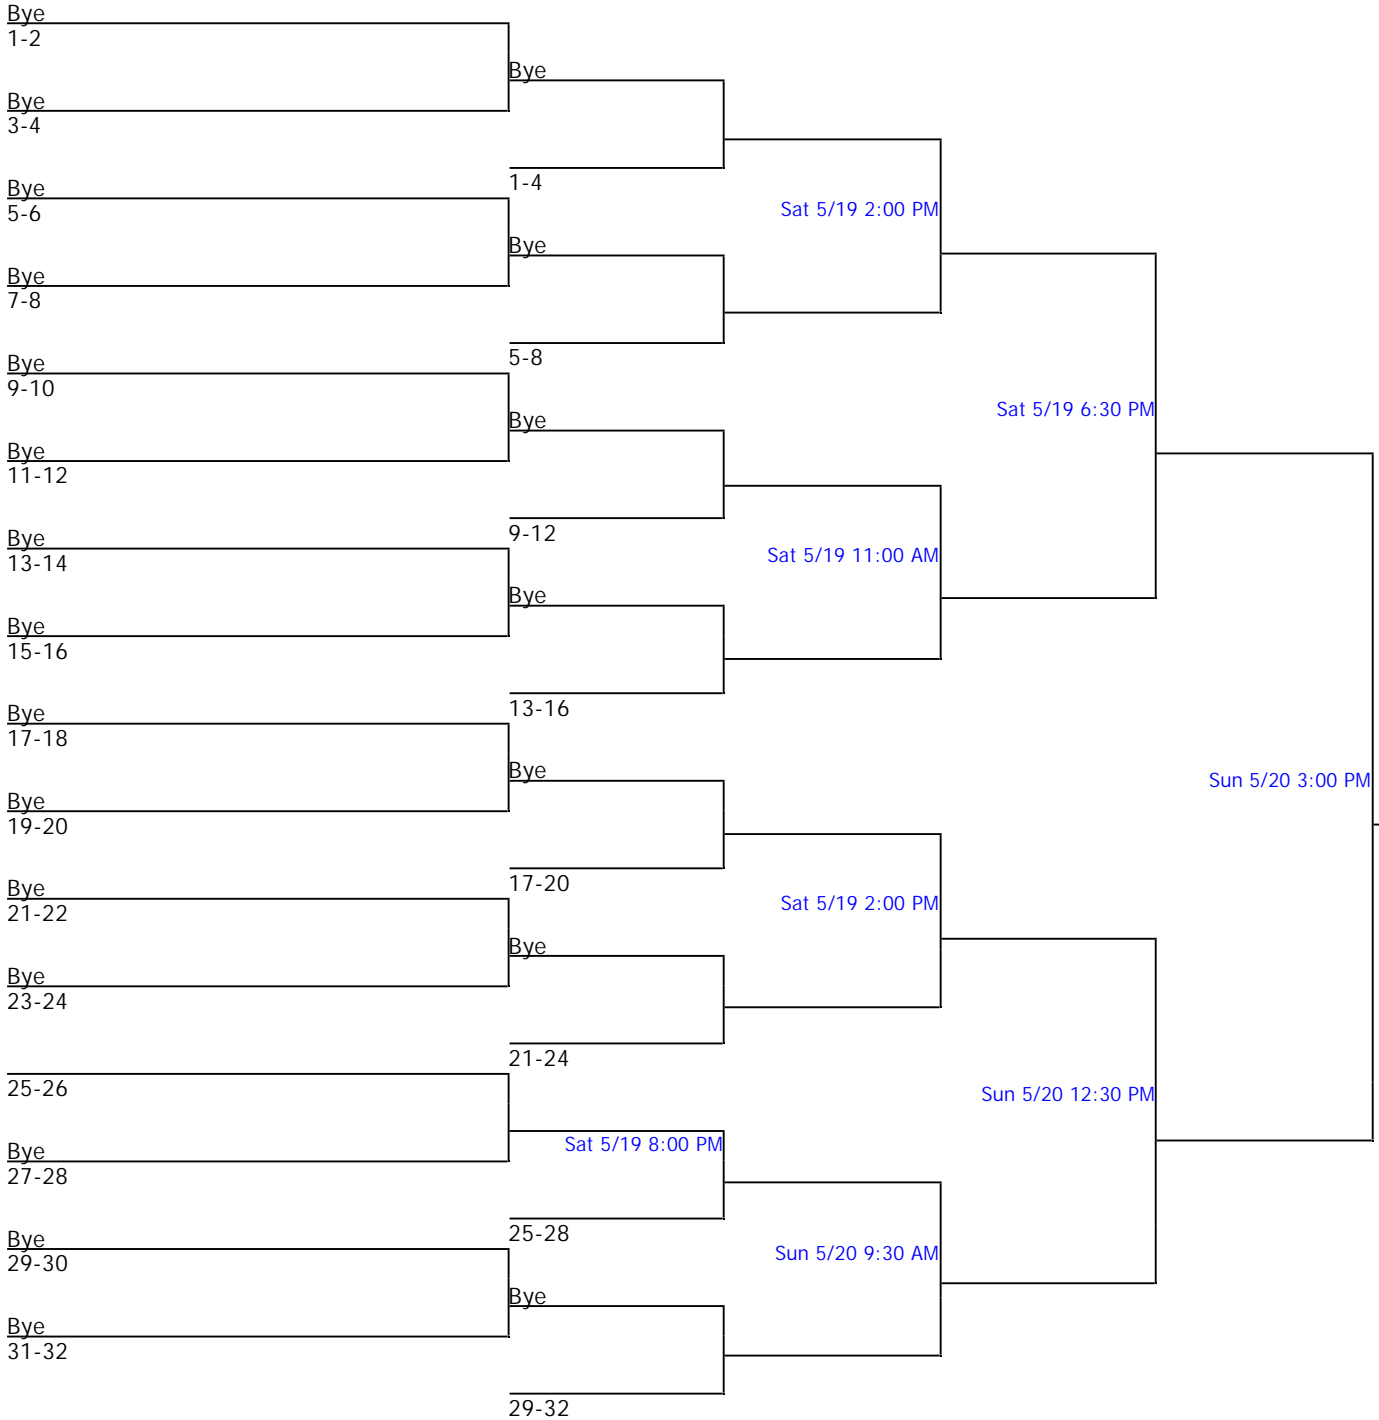 Bye
1-2
Bye
Bye
3-4
1-4
Bye
5-6
Sat 5/19 2:00 PM
Bye
Bye
7-8
5-8
Bye
9-10
Sat 5/19 6:30 PM
Bye
Bye
11-12
9-12
Bye
13-14
Sat 5/19 11:00 AM
Bye
Bye
15-16
13-16
Bye
17-18
Bye
Sun 5/20 3:00 PM
Bye
19-20
17-20
Bye
21-22
Sat 5/19 2:00 PM
Bye
Bye
23-24
21-24
25-26
Sun 5/20 12:30 PM
Sat 5/19 8:00 PM
Bye
27-28
25-28
Bye
29-30
Sun 5/20 9:30 AM
Bye
Bye
31-32
29-32